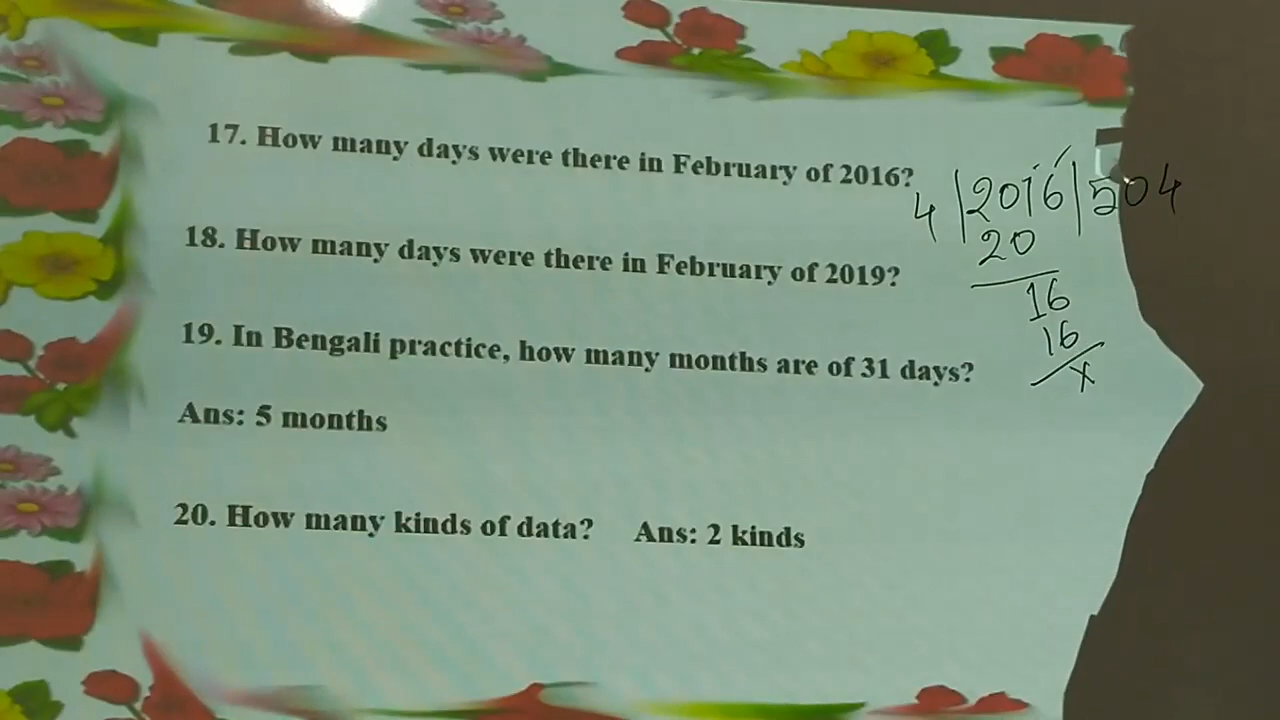 17. How many days were there in February of 2016?
4 |2016| 504
20
16
16
x
18. How many days were there in February of 2019?
19. In Bengali practice, how many months are of 31 days?
Ans: 5 months
20. How many kinds of data? Ans: 2 kinds